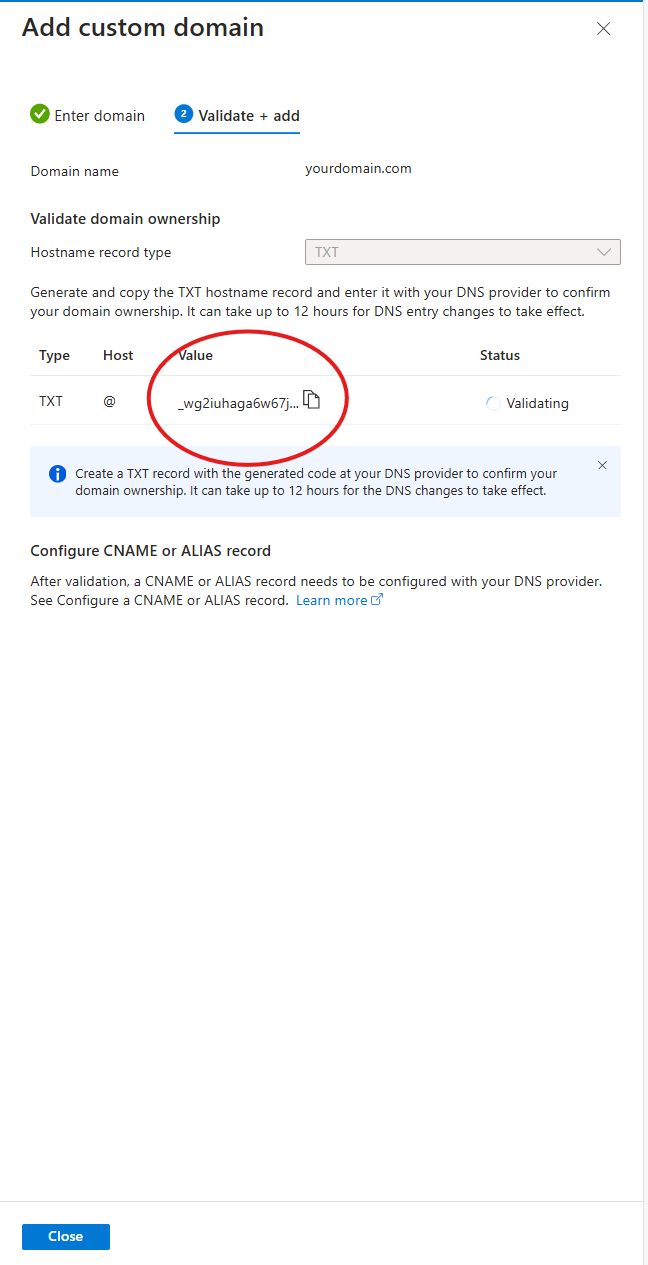 Add custom domain
Enter domain
2 Validate + add
Domain name yourdomain.com
Validate domain ownership
Hostname record type TXT
Generate and copy the TXT hostname record and enter it with your DNS provider to confirm
your domain ownership. It can take up to 12 hours for DNS entry changes to take effect.
Type Host Value Status
TXT @ _wg2iuhaga6w67j... Validating
Create a TXT record with the generated code at your DNS provider to confirm your
domain ownership. It can take up to 12 hours for the DNS changes to take effect.
Configure CNAME or ALIAS record
After validation, a CNAME or ALIAS record needs to be configured with your DNS provider.
See Configure a CNAME or ALIAS record. Learn more
Close